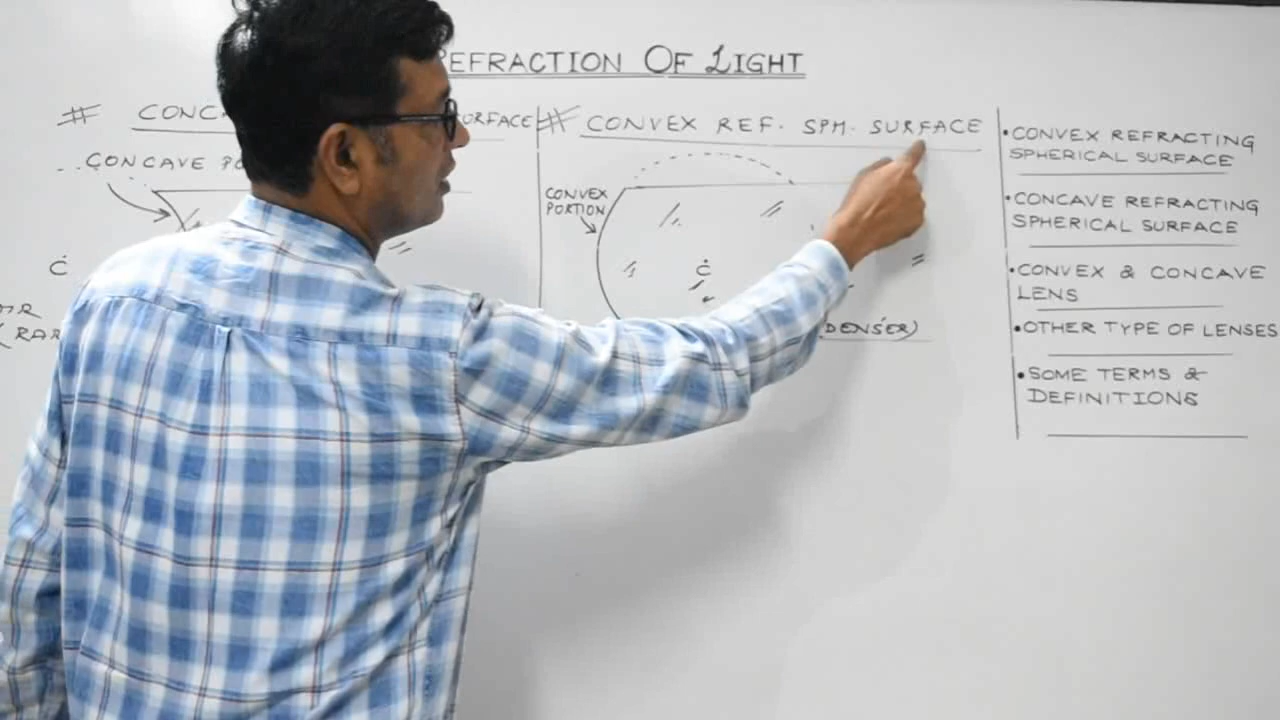 REFRACTION OF LIGHT
# CONC
SURFACE
CONCAVE PO
Ċ
# CONVEX REF. SPH. SURFACE
CONVEX
PORTION
Ċ
(DENSER)
• CONVEX REFRACTING
SPHERICAL SURFACE
• CONCAVE REFRACTING
SPHERICAL SURFACE
• CONVEX & CONCAVE
LENS
• OTHER TYPE OF LENSES
• SOME TERMS &
DEFINITIONS